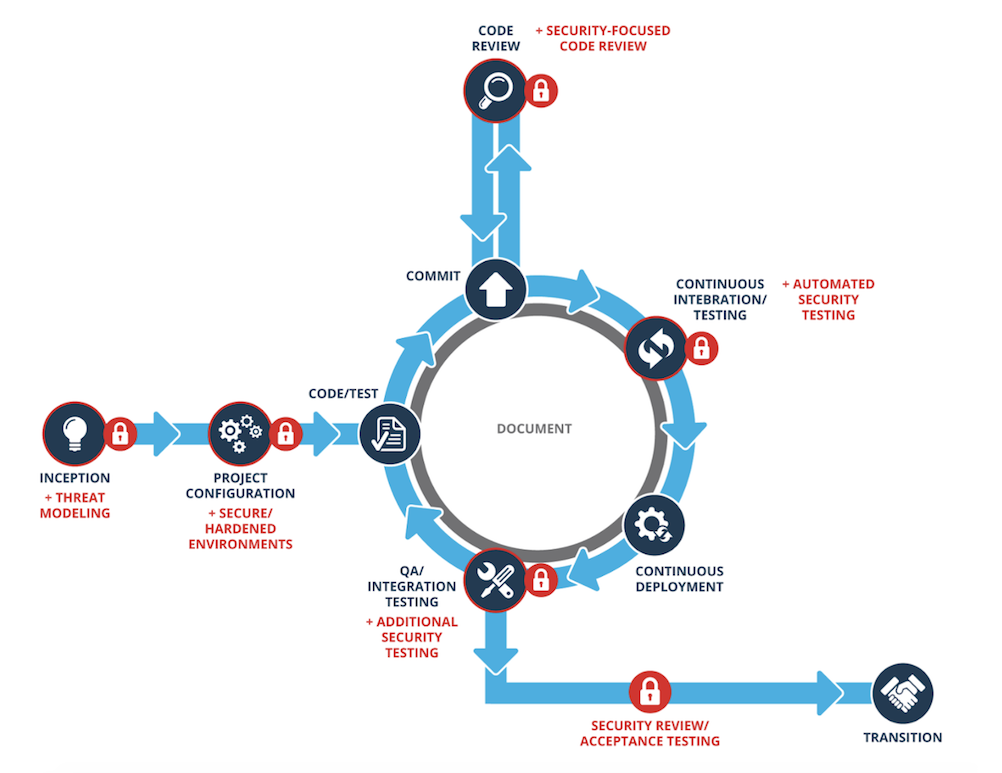 CODE
REVIEW
+ SECURITY-FOCUSED
CODE REVIEW
COMMIT
CONTINUOUS
INTEBRATION/
TESTING
+ AUTOMATED
SECURITY
TESTING
CODE/TEST
DOCUMENT
INCEPTION
+ THREAT
MODELING
PROJECT
CONFIGURATION
+ SECURE/
HARDENED
ENVIRONMENTS
QA/
INTEGRATION
TESTING
+ ADDITIONAL
SECURITY
TESTING
CONTINUOUS
DEPLOYMENT
SECURITY REVIEW/
ACCEPTANCE TESTING
TRANSITION